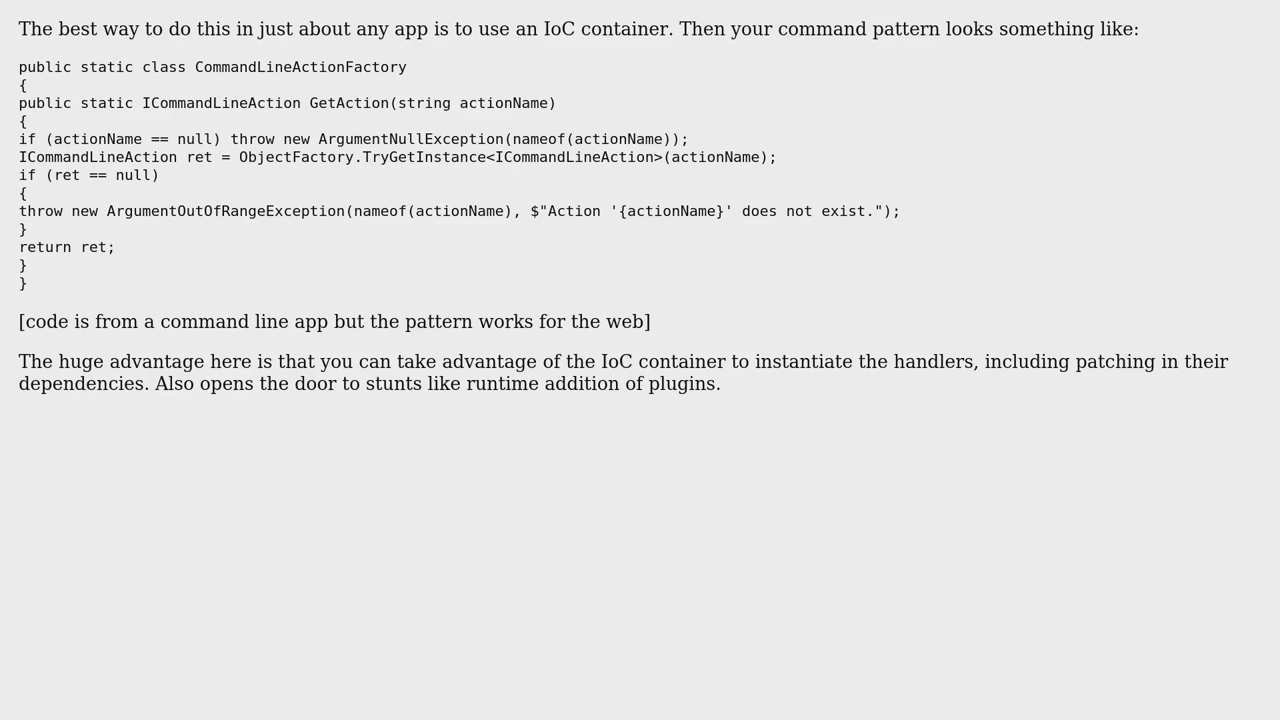 The best way to do this in just about any app is to use an IoC container. Then your command pattern looks something like:
public static class CommandLineActionFactory
{
public static ICommandLineAction GetAction(string actionName)
{
if (actionName == null) throw new ArgumentNullException(nameof(actionName));
ICommandLineAction ret = ObjectFactory.TryGetInstance<ICommandLineAction>(actionName);
if (ret == null)
{
throw new ArgumentOutOfRangeException(nameof(actionName), $"Action '{actionName}' does not exist.");
}
return ret;
}
}
[code is from a command line app but the pattern works for the web]
The huge advantage here is that you can take advantage of the IoC container to instantiate the handlers, including patching in their
dependencies. Also opens the door to stunts like runtime addition of plugins.